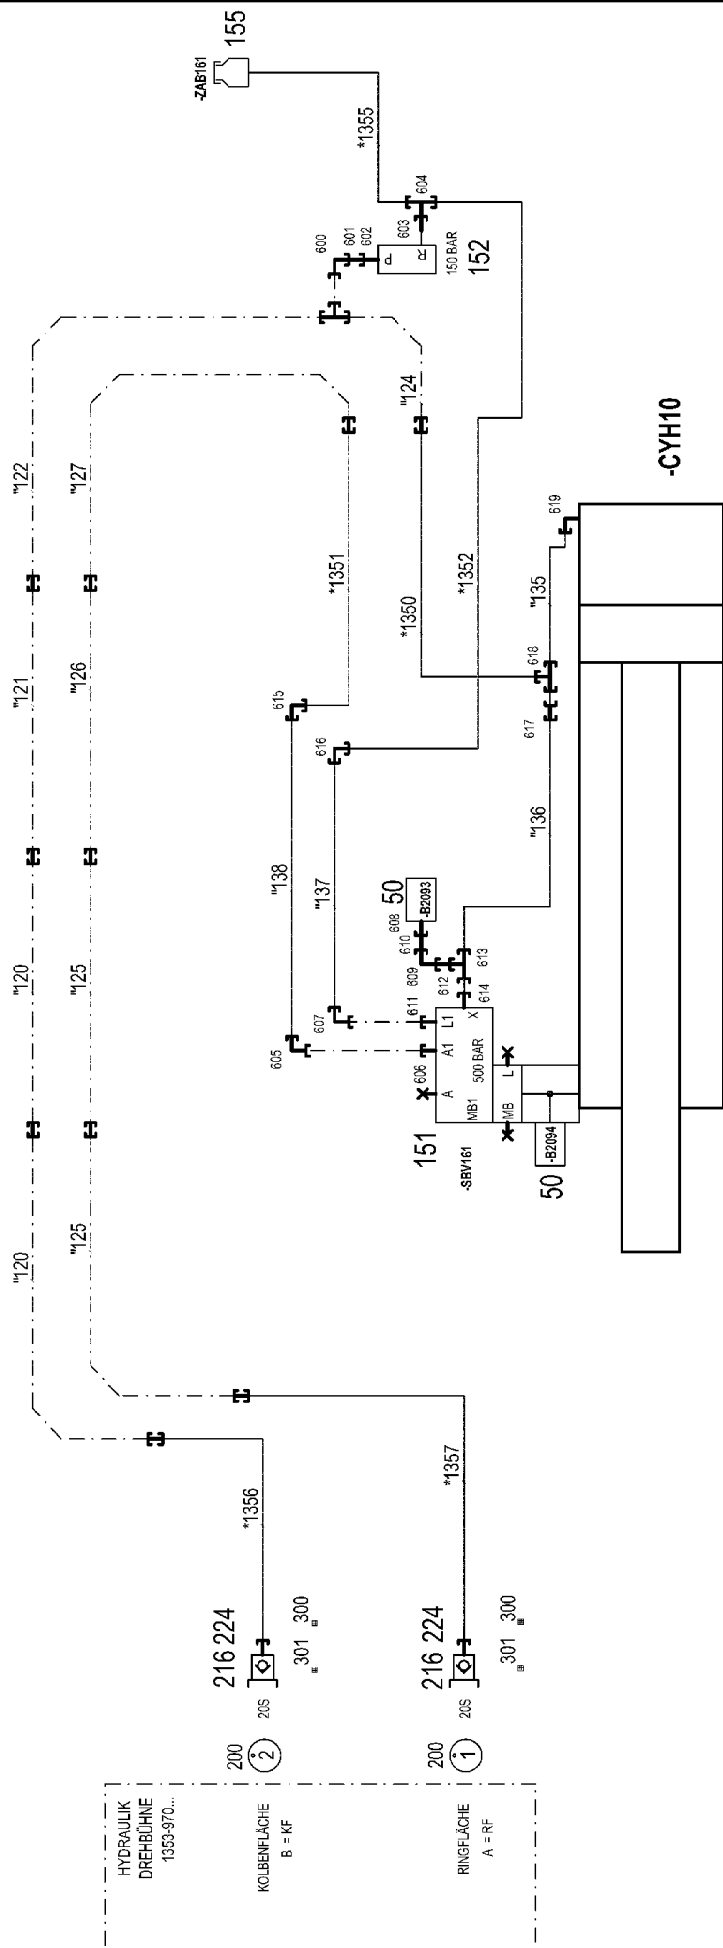 155
-ZAB161
*1355
604
603
600
601
602
P
R
150 BAR
152
"124
"122
"127
*1351
*1350
*1352
-CYH10
619
"135
"121
"126
615
616
618
617
"136
"138
"137
50
-B2093
608
610
609
612
613
614
611
607
605
606
L1
X
A1
A
500 BAR
MB1
L
MB
151
-SBV161
-B2094
50
"120
"125
"120
"125
*1356
*1357
216 224
301 300
20S
200
2
216 224
301 300
20S
200
1
HYDRAULIK
DREHBÜHNE
1353-970...
KOLBENFLÄCHE
B = KF
RINGFLÄCHE
A = RF